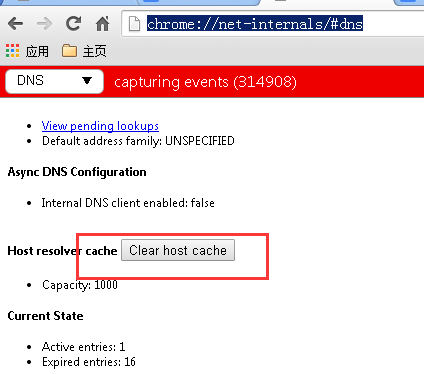 chrome://net-internals/#dns
应用 主页
DNS capturing events (314908)
View pending lookups
Default address family: UNSPECIFIED
Async DNS Configuration
Internal DNS client enabled: false
Host resolver cache Clear host cache
Capacity: 1000
Current State
Active entries: 1
Expired entries: 16